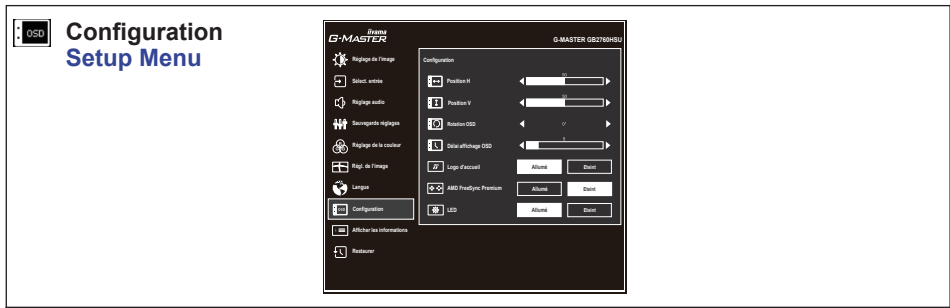 OSD
Configuration
Setup Menu
iiyama
G-MASTER
G-MASTER GB2760HSU
Réglage de l'image
Sélect. entrée
Réglage audio
Sauvegarde réglages
Réglage de la couleur
Régl. de l'image
Langue
OSD
Configuration
Afficher les informations
Restaurer
Configuration
Position H
50
Position V
50
Rotation OSD
0°
Délai affichage OSD
Logo d'accueil
Allumé
Eteint
AMD FreeSync Premium
Allumé
Eteint
LED
Allumé
Eteint